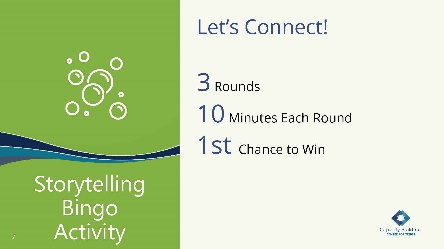 Let's Connect!
3 Rounds
10 Minutes Each Round
1st Chance to Win
Storytelling
Bingo
Activity